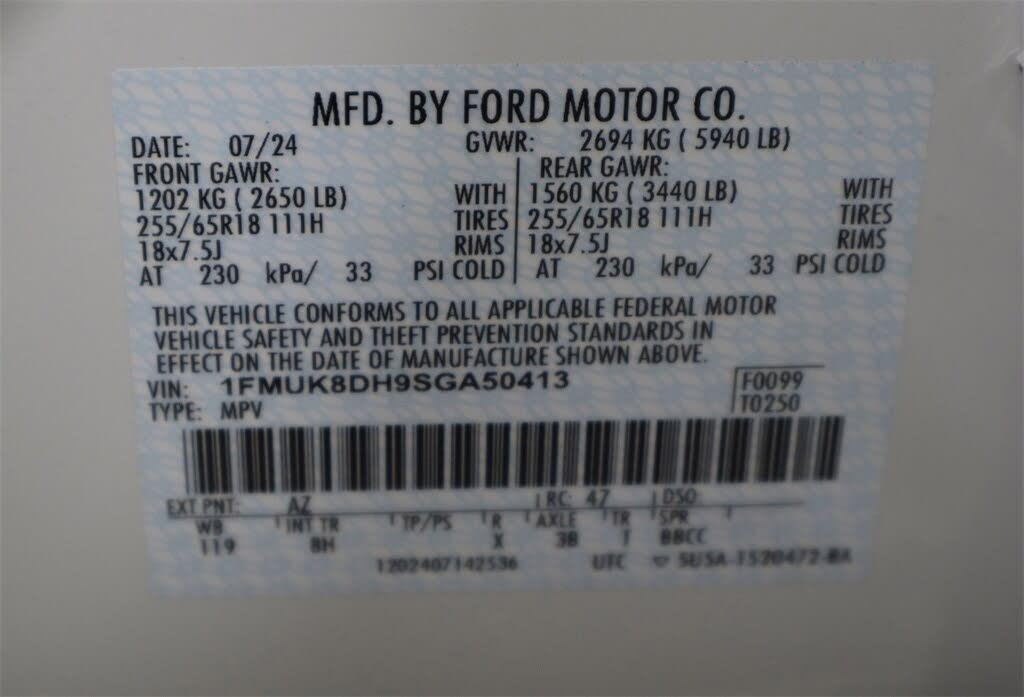 MFD. BY FORD MOTOR CO.
DATE: 07/24 GVWR: 2694 KG ( 5940 LB)
FRONT GAWR: REAR GAWR:
1202 KG ( 2650 LB) WITH 1560 KG ( 3440 LB) WITH
255/65R18 111H TIRES 255/65R18 111H TIRES
18x7.5J RIMS 18x7.5J RIMS
AT 230 kPa/ 33 PSI COLD AT 230 kPa/ 33 PSI COLD
THIS VEHICLE CONFORMS TO ALL APPLICABLE FEDERAL MOTOR
VEHICLE SAFETY AND THEFT PREVENTION STANDARDS IN
EFFECT ON THE DATE OF MANUFACTURE SHOWN ABOVE.
VIN: 1FMUK8DH9SGA50413 F0099
TYPE: MPV T0250
EXT PNT: AZ RC: 47 DSO:
WB INT TR TP/PS R AXLE TR SPR
119 8H X 3B 1 BBCC
1202407142536 UTC 5USA-1520472-BA